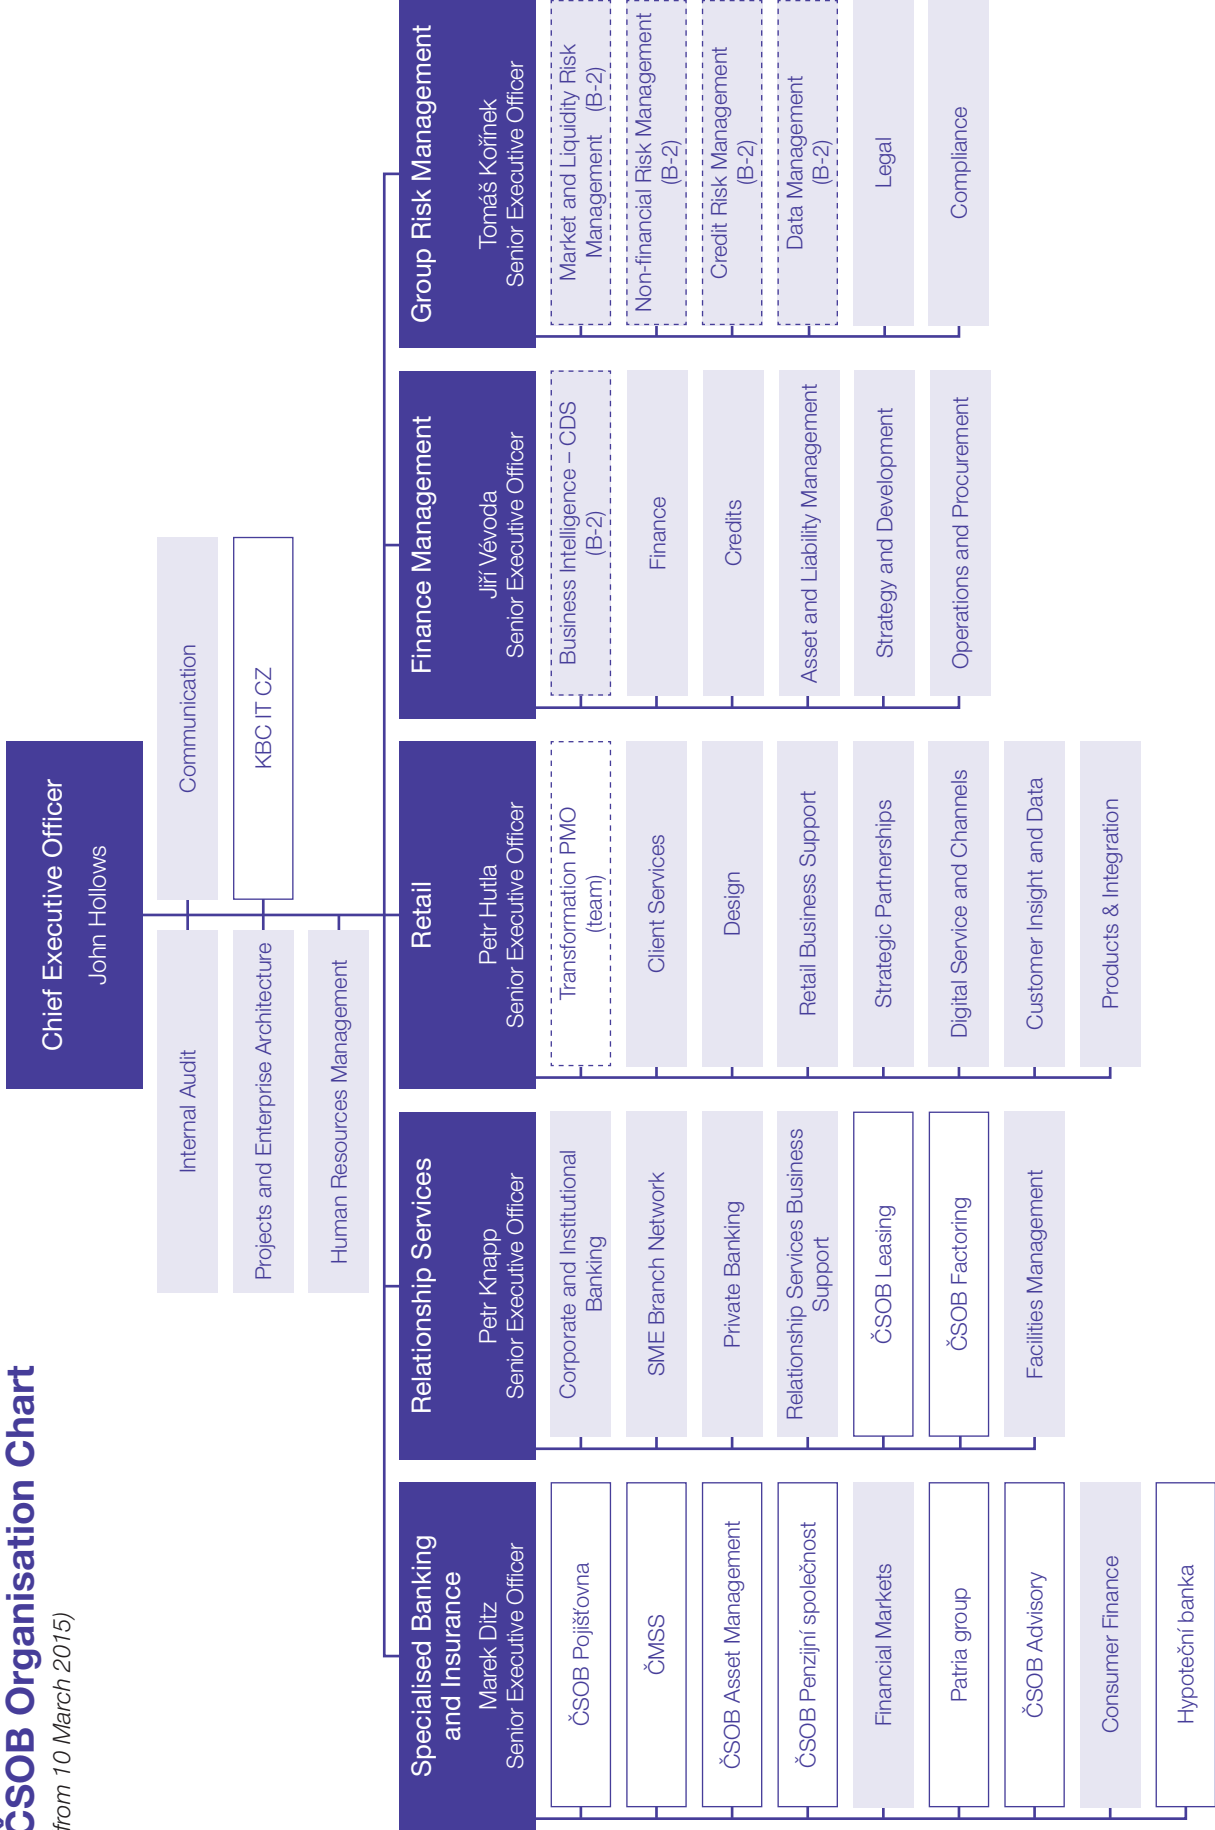 ČSOB Organisation Chart
(from 10 March 2015)
Chief Executive Officer
John Hollows
Internal Audit
Communication
Projects and Enterprise Architecture
KBC IT CZ
Human Resources Management
Specialised Banking
and Insurance
Marek Ditz
Senior Executive Officer
ČSOB Pojišťovna
ČMSS
ČSOB Asset Management
ČSOB Penzijní společnost
Financial Markets
Patria group
ČSOB Advisory
Consumer Finance
Hypoteční banka
Relationship Services
Petr Knapp
Senior Executive Officer
Corporate and Institutional
Banking
SME Branch Network
Private Banking
Relationship Services Business
Support
ČSOB Leasing
ČSOB Factoring
Facilities Management
Retail
Petr Hutla
Senior Executive Officer
Transformation PMO
(team)
Client Services
Design
Retail Business Support
Strategic Partnerships
Digital Service and Channels
Customer Insight and Data
Products & Integration
Finance Management
Jiří Vévoda
Senior Executive Officer
Business Intelligence – CDS
(B-2)
Finance
Credits
Asset and Liability Management
Strategy and Development
Operations and Procurement
Group Risk Management
Tomáš Kořínek
Senior Executive Officer
Market and Liquidity Risk
Management (B-2)
Non-financial Risk Management
(B-2)
Credit Risk Management
(B-2)
Data Management
(B-2)
Legal
Compliance